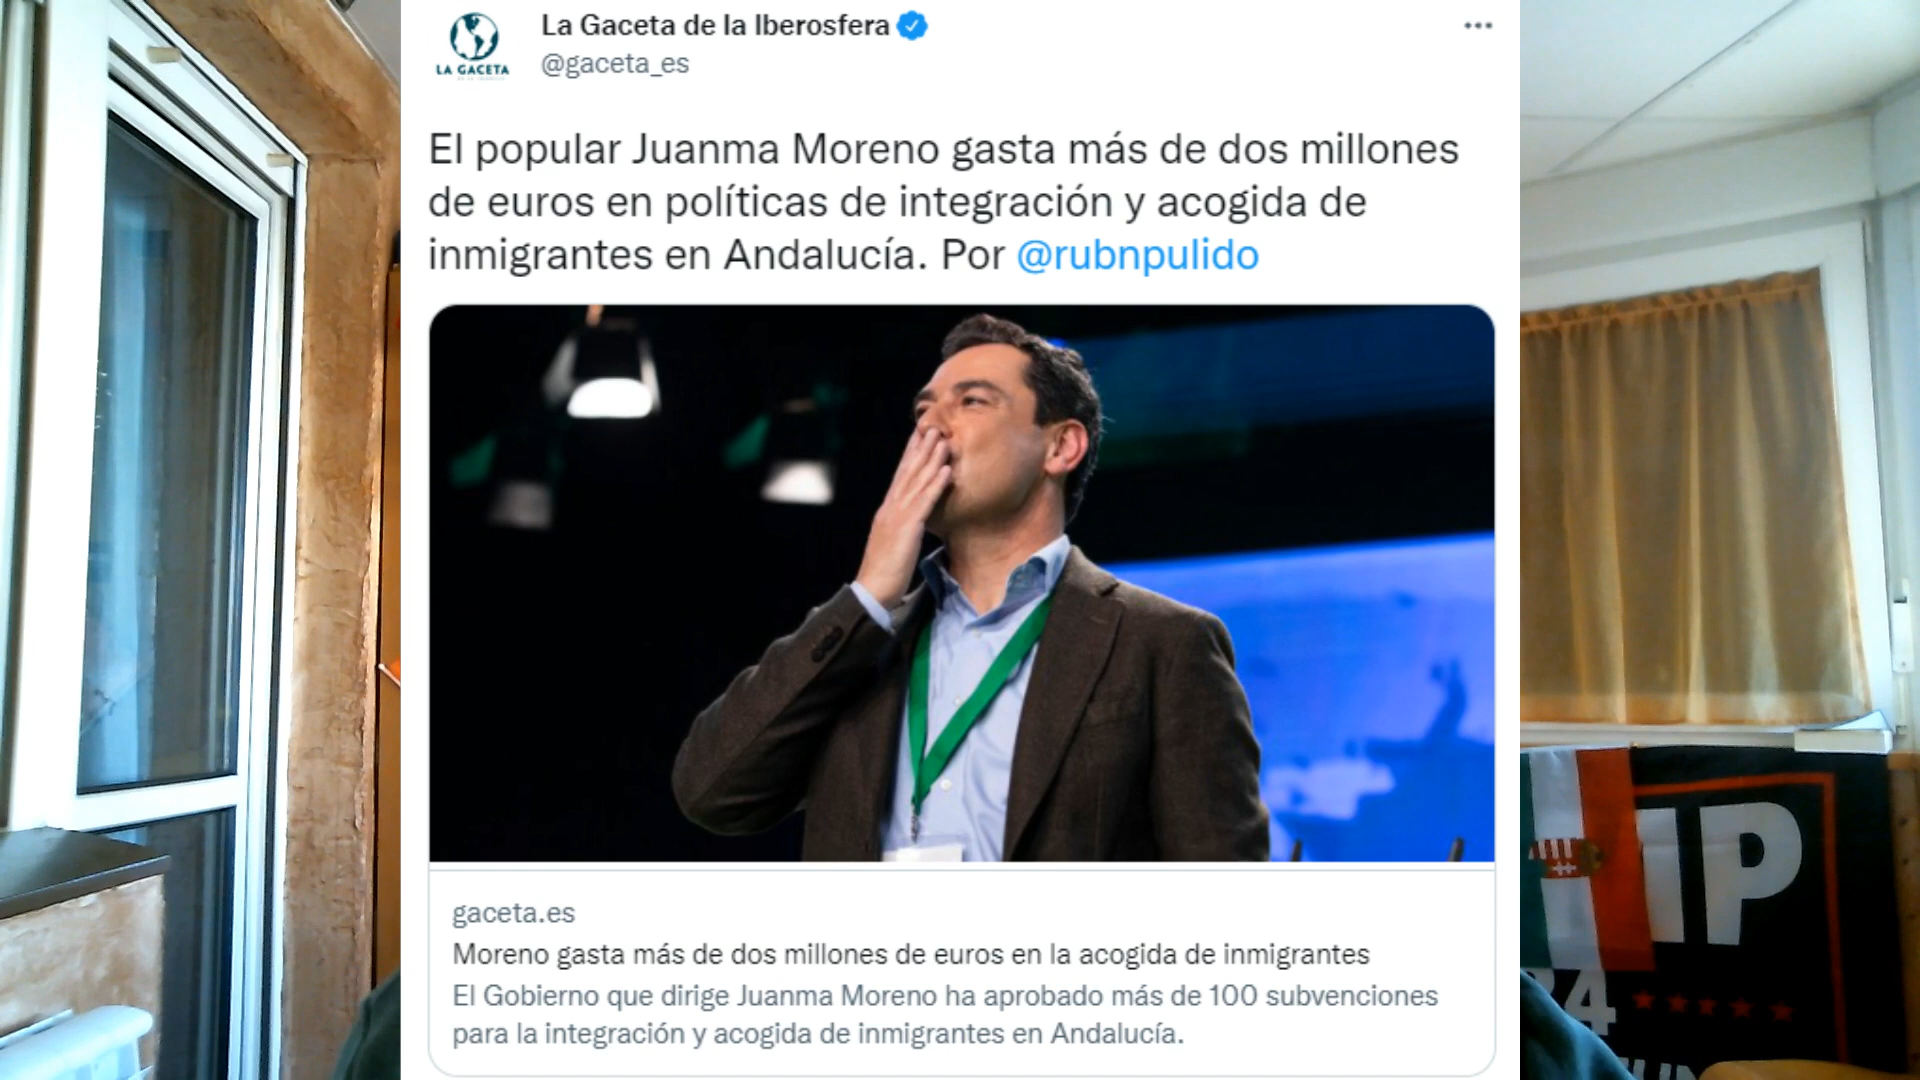 La Gaceta de la Iberosfera
@gaceta_es
LA GACETA
El popular Juanma Moreno gasta más de dos millones
de euros en políticas de integración y acogida de
inmigrantes en Andalucía. Por @rubnpulido
gaceta.es
Moreno gasta más de dos millones de euros en la acogida de inmigrantes
El Gobierno que dirige Juanma Moreno ha aprobado más de 100 subvenciones
para la integración y acogida de inmigrantes en Andalucía.